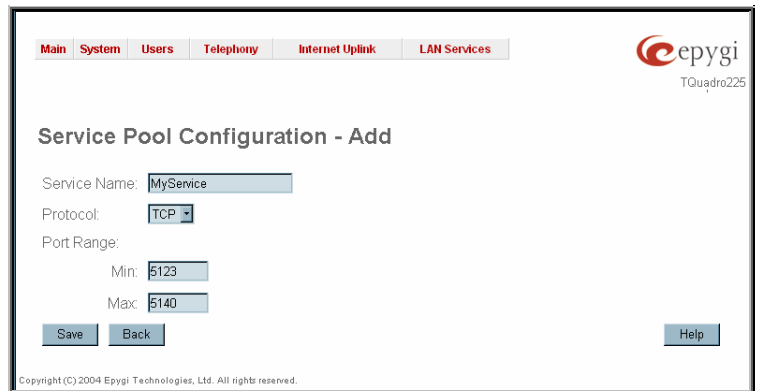 Main System Users Telephony Internet Uplink LAN Services
epygi
TQuadro225
Service Pool Configuration - Add
Service Name: MyService
Protocol: TCP
Port Range:
Min: 5123
Max: 5140
Save Back Help
Copyright (C) 2004 Epygi Technologies, Ltd. All rights reserved.